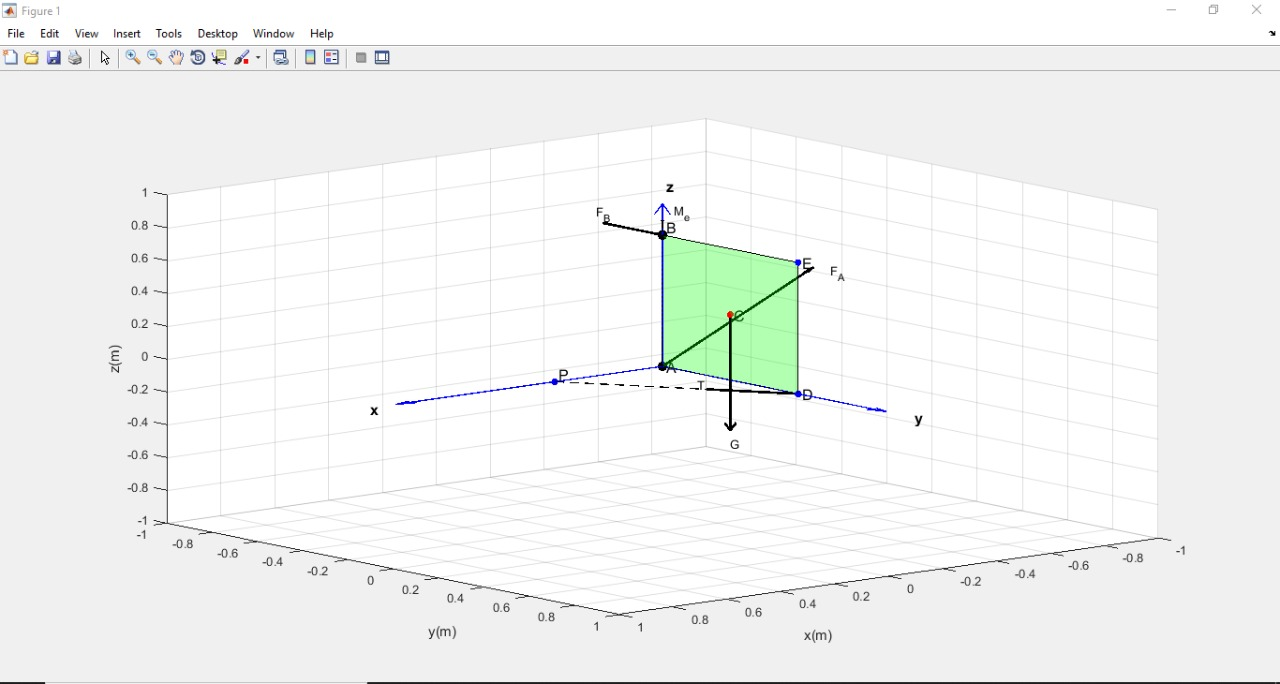 Figure 1
File Edit View Insert Tools Desktop Window Help
z
F_B
M_e
B
E
F_A
C
A
P
T
D
x
y
G
z(m)
1
0.8
0.6
0.4
0.2
0
-0.2
-0.4
-0.6
-0.8
-1
-1
-0.8
-0.6
-0.4
-0.2
0
0.2
0.4
0.6
0.8
1
y(m)
1
0.8
0.6
0.4
0.2
0
-0.2
-0.4
-0.6
-0.8
-1
x(m)